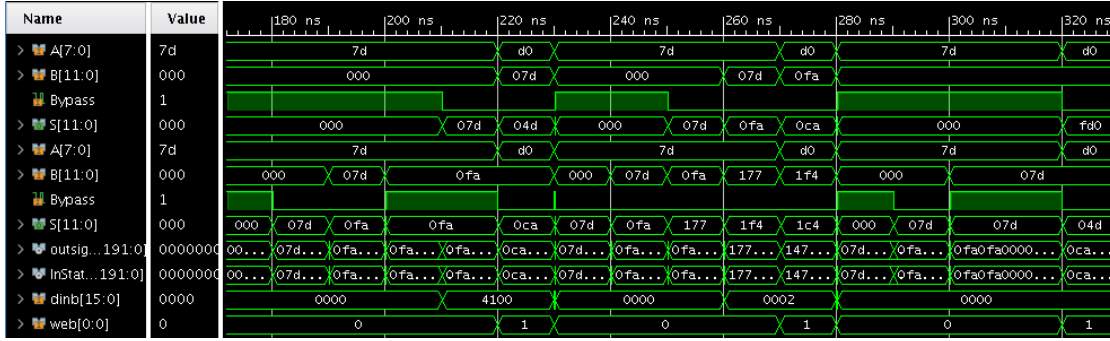 Name Value 180 ns 200 ns 220 ns 240 ns 260 ns 280 ns 300 ns 320 ns
> A[7:0] 7d 7d d0 7d d0 7d d0
> B[11:0] 000 000 07d 000 07d 0fa
Bypass 1
> S[11:0] 000 000 07d 04d 000 07d 0fa 0ca 000 fd0
> A[7:0] 7d 7d d0 7d d0 7d d0
> B[11:0] 000 000 07d 0fa 000 07d 0fa 177 1f4 000 07d
Bypass 1
> S[11:0] 000 000 07d 0fa 0fa 0ca 07d 0fa 177 1f4 1c4 000 07d 07d 04d
> outsig...191:0] 0000000 00... 07d... 0fa... 0fa... 0fa... 0ca... 07d... 0fa... 0fa... 177... 147... 07d... 0fa... 0fa0fa0000... 0ca...
> InStat...191:0] 0000000 00... 07d... 0fa... 0fa... 0fa... 0ca... 07d... 0fa... 0fa... 177... 147... 07d... 0fa... 0fa0fa0000... 0ca...
> dinb[15:0] 0000 0000 4100 0000 0002 0000
> web[0:0] 0 0 1 0 1 0 1